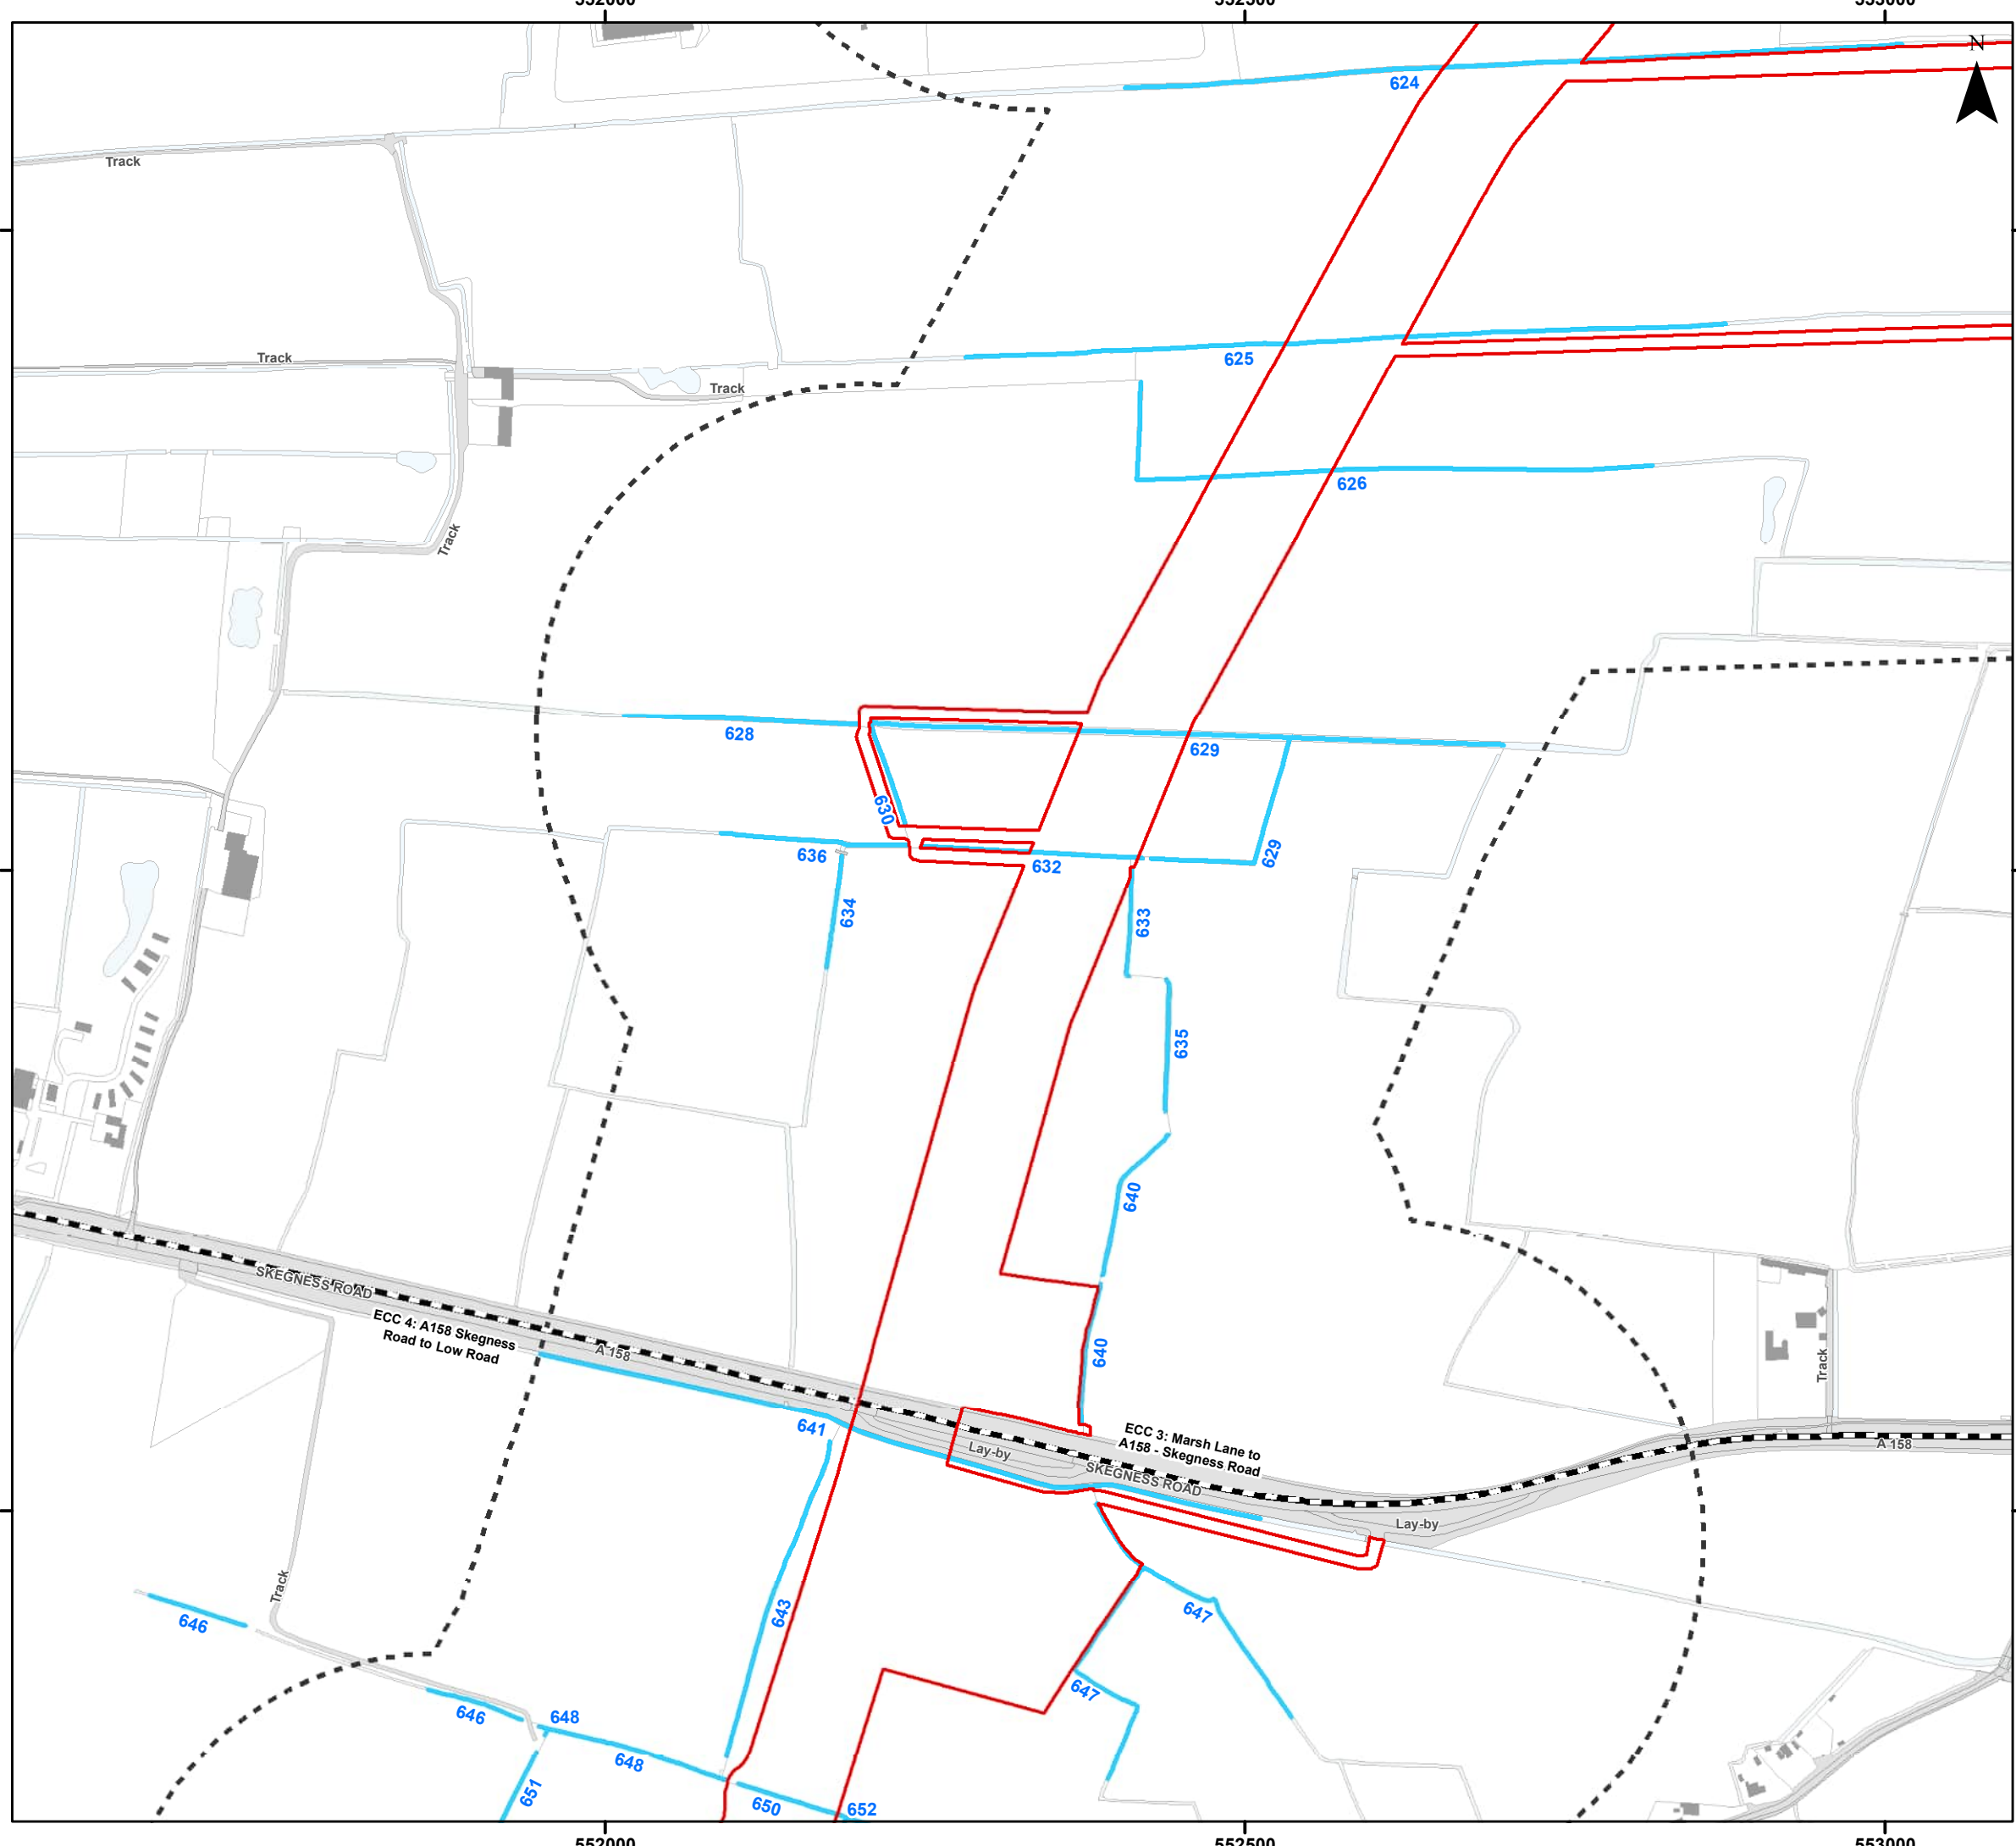 552000
552500
553000
N
624
Track
625
Track
Track
626
Track
628
629
630
636
632
629
634
633
635
640
SKEGNESS ROAD
ECC 4: A158 Skegness
Road to Low Road
A 158
640
641
ECC 3: Marsh Lane to
A158 - Skegness Road
Lay-by
SKEGNESS ROAD
Track
A 158
Lay-by
Track
646
643
647
647
646
648
648
651
650
652
552000
552500
553000